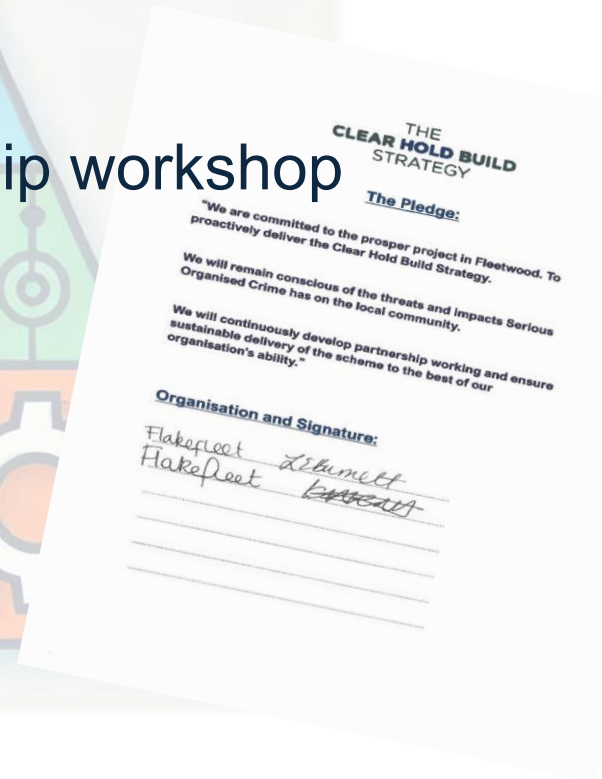 ip workshop
THE
CLEAR HOLD BUILD
STRATEGY
The Pledge:
"We are committed to the prosper project in Fleetwood. To
proactively deliver the Clear Hold Build Strategy.
We will remain conscious of the threats and impacts Serious
Organised Crime has on the local community.
We will continuously develop partnership working and ensure
sustainable delivery of the scheme to the best of our
organisation's ability."
Organisation and Signature:
Flakefleet
Flakefleet